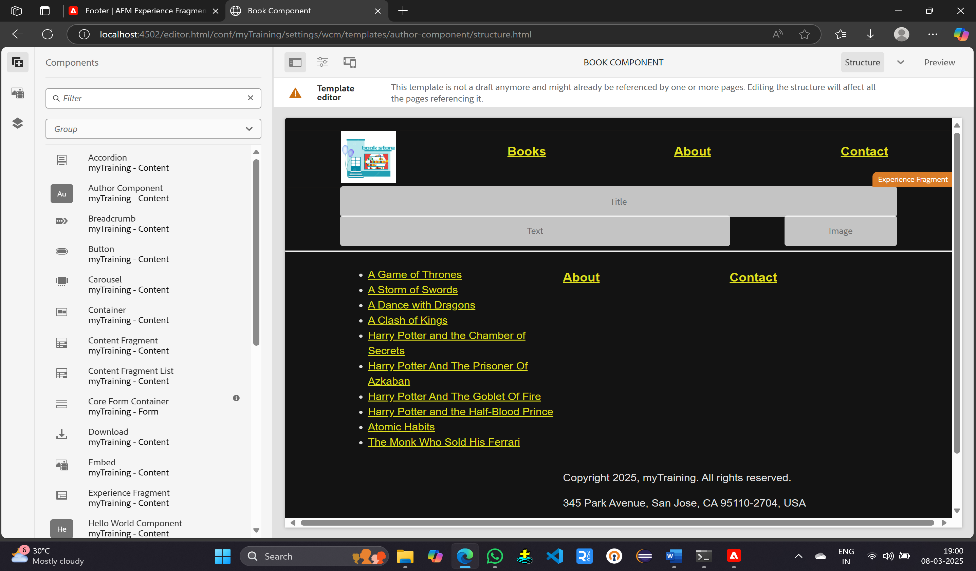 Footer | AEM Experience Fragmen
Book Component
localhost:4502/editor.html/conf/myTraining/settings/wcm/templates/author-component/structure.html
Components
BOOK COMPONENT
Structure
Preview
Filter
Group
Template editor
This template is not a draft anymore and might already be referenced by one or more pages. Editing the structure will affect all
the pages referencing it.
Accordion
myTraining - Content
Au
Author Component
myTraining - Content
Breadcrumb
myTraining - Content
Button
myTraining - Content
Carousel
myTraining - Content
Container
myTraining - Content
Content Fragment
myTraining - Content
Content Fragment List
myTraining - Content
Core Form Container
myTraining - Form
Download
myTraining - Content
Embed
myTraining - Content
Experience Fragment
myTraining - Content
He
Hello World Component
myTraining - Content
book store
Books
About
Contact
Experience Fragment
Title
Text
Image
A Game of Thrones
A Storm of Swords
A Dance with Dragons
A Clash of Kings
Harry Potter and the Chamber of
Secrets
Harry Potter And The Prisoner Of
Azkaban
Harry Potter And The Goblet Of Fire
Harry Potter and the Half-Blood Prince
Atomic Habits
The Monk Who Sold His Ferrari
About
Contact
Copyright 2025, myTraining. All rights reserved.
345 Park Avenue, San Jose, CA 95110-2704, USA
6
30°C
Mostly cloudy
Search
ENG
IN
19:00
08-03-2025